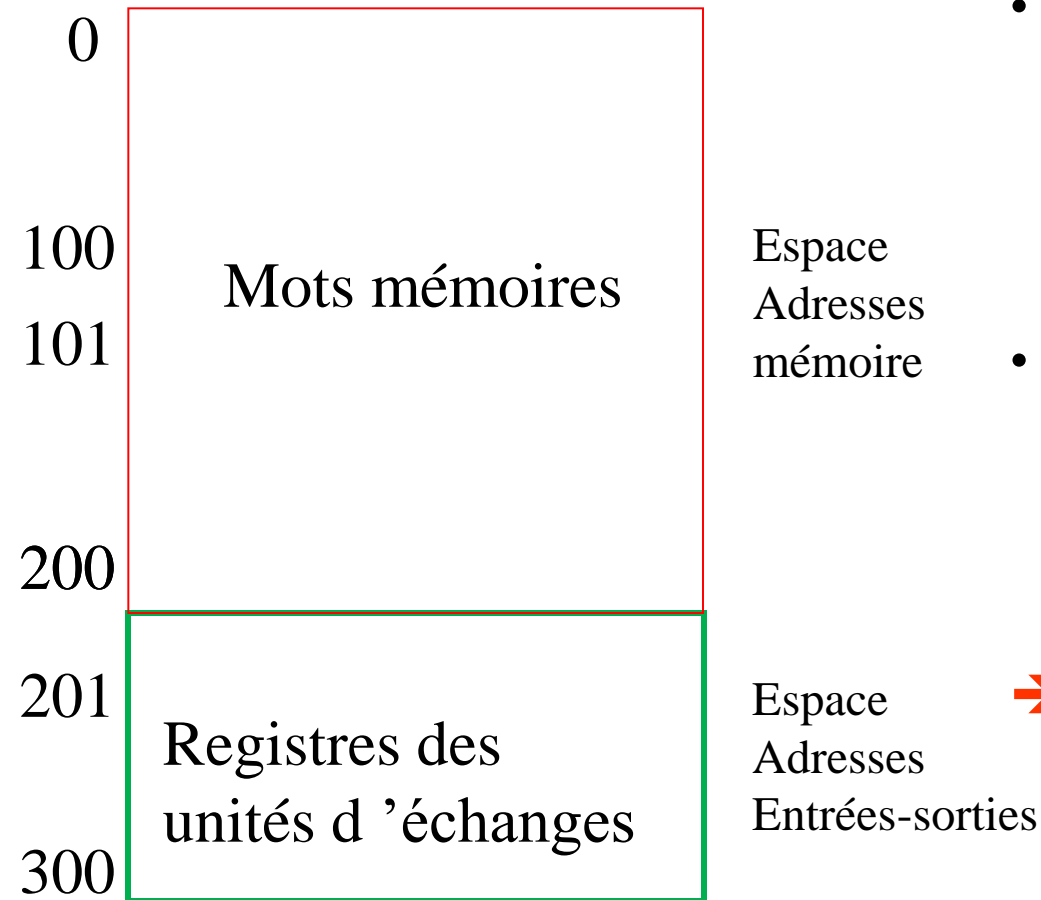 0
100
101
Mots mémoires
Espace
Adresses
mémoire
200
201
Registres des
unités d ’échanges
300
Espace
Adresses
Entrées-sorties